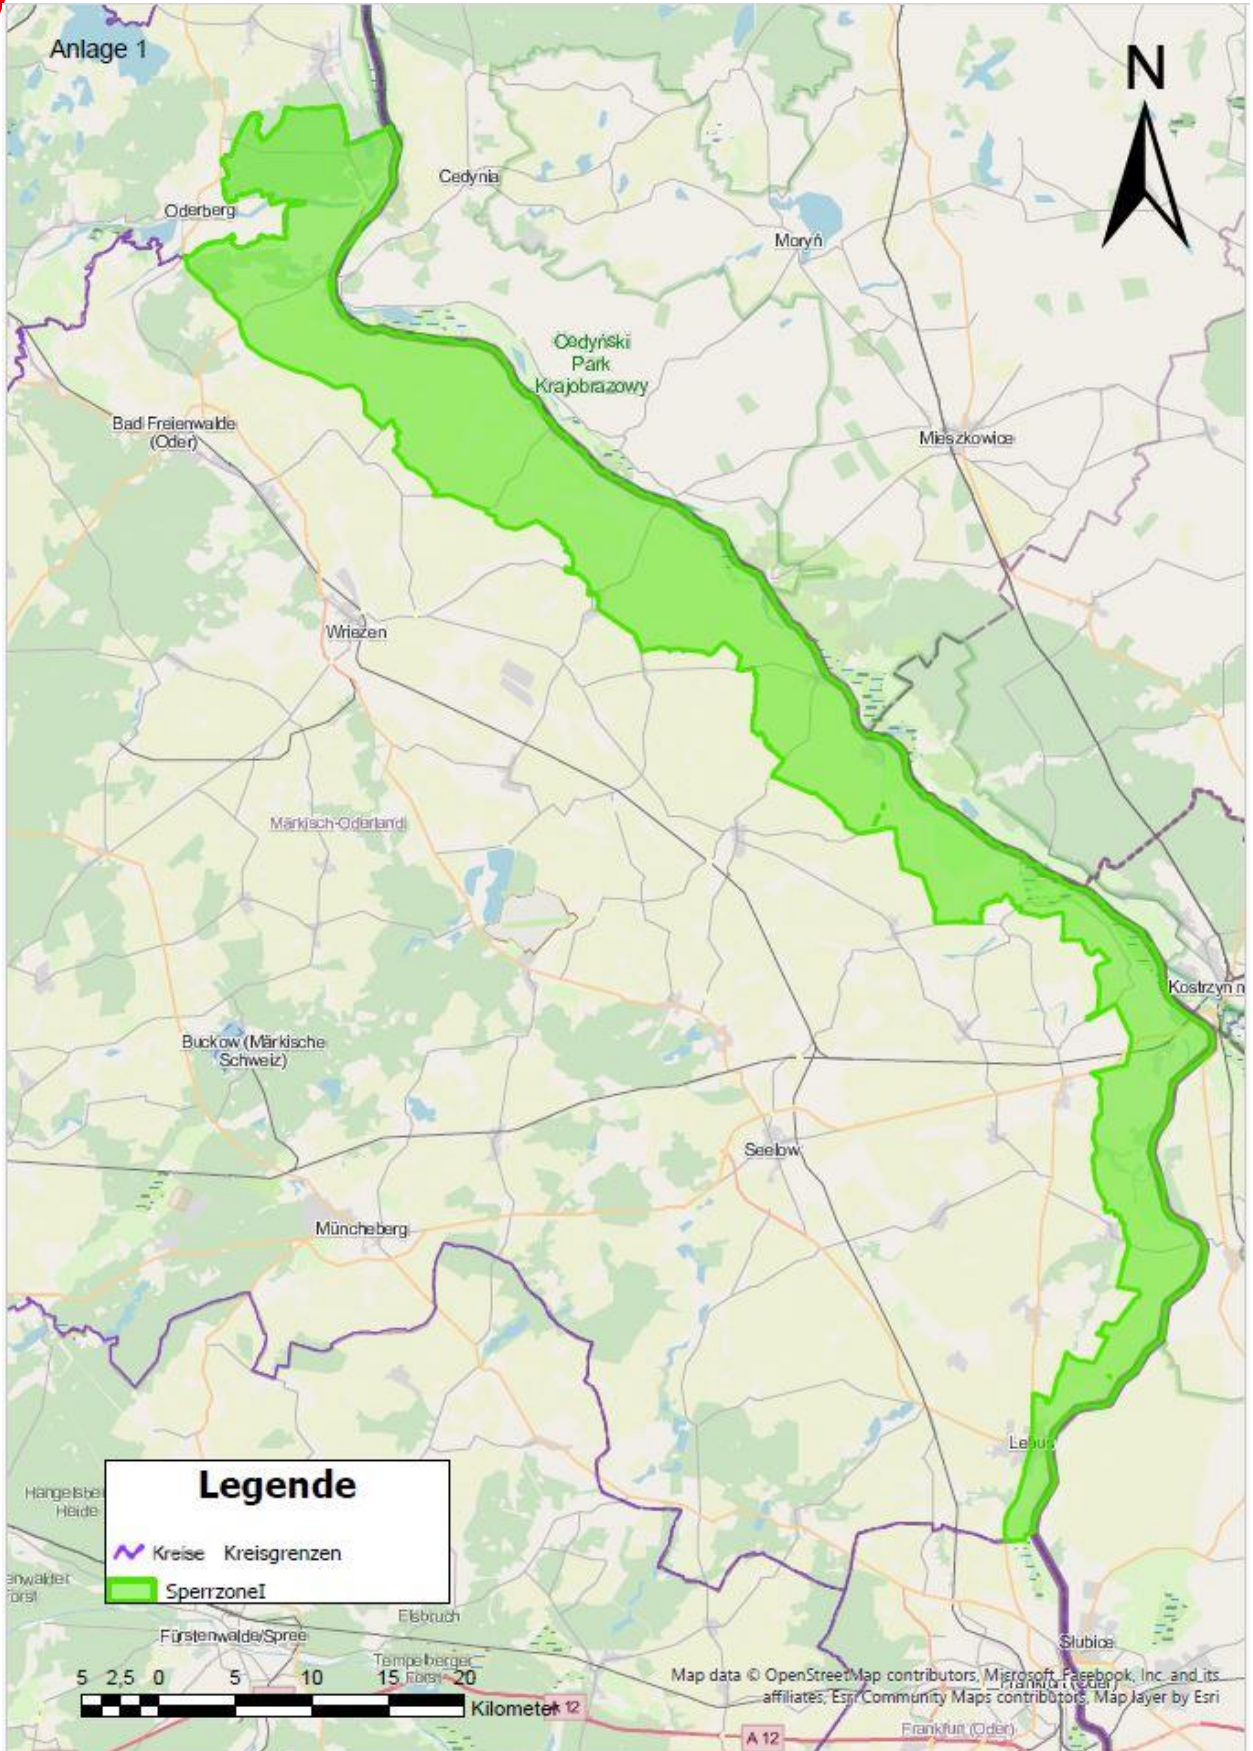 Anlage 1
N
Cedynia
Oderberg
Moryń
Cedyński
Park
Krajobrazowy
Bad Freienwalde
(Oder)
Mieszkowice
Wriezen
Märkisch-Oderland
Kostrzyn n
Buckow (Märkische
Schweiz)
Seelow
Müncheberg
Lebus
Legende
Kreise Kreisgrenzen
SperrzoneI
Heide
Elsbruch
Fürstenwalde/Spree
Tempelberger
Forst
Słubice
5 2,5 0 5 10 15 20
Kilometer
12
A 12
Map data © OpenStreetMap contributors, Microsoft, Facebook, Inc. and its
affiliates, Esri Community Maps contributors, Map layer by Esri
Frankfurt (Oder)
Frankfurt (Oder)